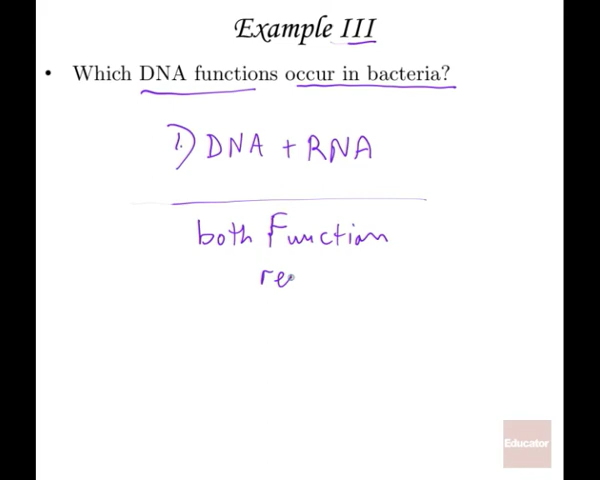 Example III
• Which DNA functions occur in bacteria?
1.) DNA + RNA
both Function
re
Educator